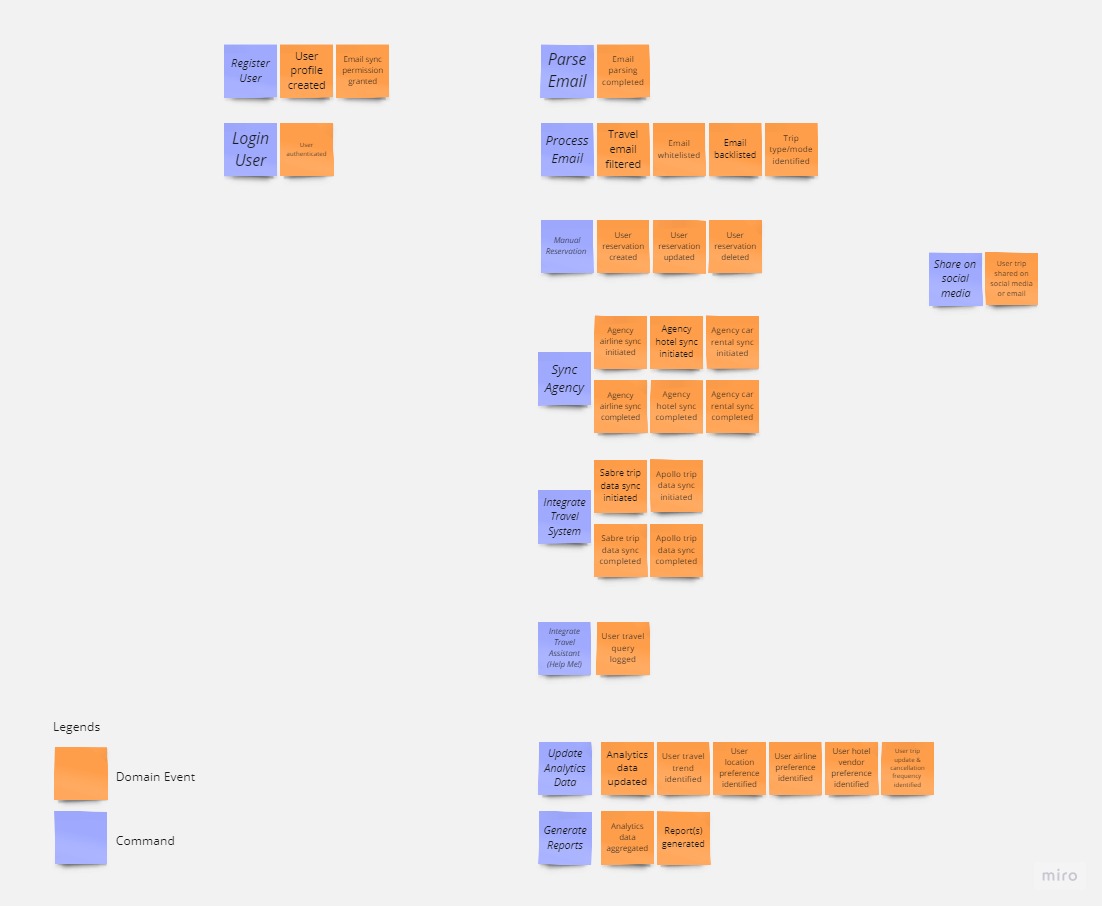 Register
User
User
profile
created
Email sync
permission
granted
Login
User
User
authenticated
Parse
Email
Email
parsing
completed
Process
Email
Travel
email
filtered
Email
whitelisted
Email
backlisted
Trip
type/mode
identified
Manual
Reservation
User
reservation
created
User
reservation
updated
User
reservation
deleted
Share on
social
media
User trip
shared on
social media
or email
Sync
Agency
Agency
airline sync
initiated
Agency
hotel sync
initiated
Agency car
rental sync
initiated
Agency
airline sync
completed
Agency
hotel sync
completed
Agency car
rental sync
completed
Integrate
Travel
System
Sabre trip
data sync
initiated
Apollo trip
data sync
initiated
Sabre trip
data sync
completed
Apollo trip
data sync
completed
Integrate
Travel
Assistant
(Help Me!)
User travel
query
logged
Update
Analytics
Data
Analytics
data
updated
User travel
trend
identified
User
location
preference
identified
User airline
preference
identified
User hotel
vendor
preference
identified
User trip
update &
cancellation
frequency
identified
Generate
Reports
Analytics
data
aggregated
Report(s)
generated
Legends
Domain Event
Command
miro